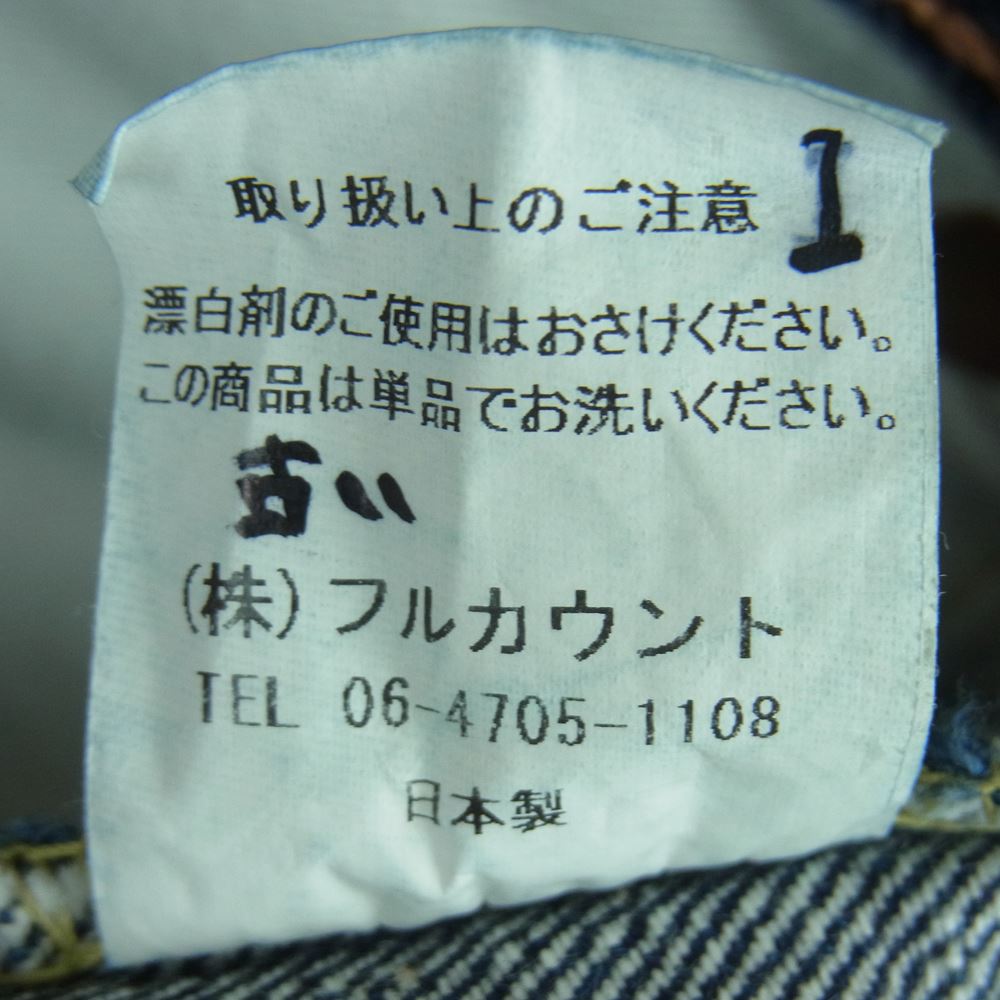 取り扱い上のご注意 1
漂白剤のご使用はおさけください。
この商品は単品でお洗いください。
古い
(株)フルカウント
TEL 06-4705-1108
日本製